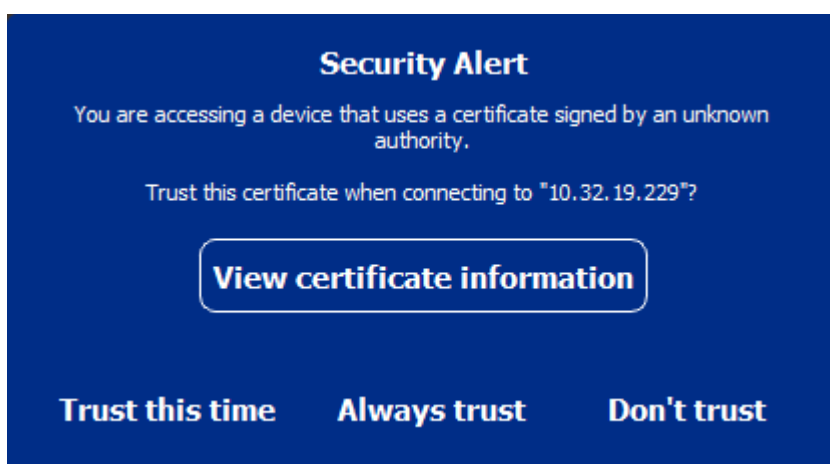 Security Alert
You are accessing a device that uses a certificate signed by an unknown
authority.
Trust this certificate when connecting to "10.32.19.229"?
View certificate information
Trust this time Always trust Don't trust